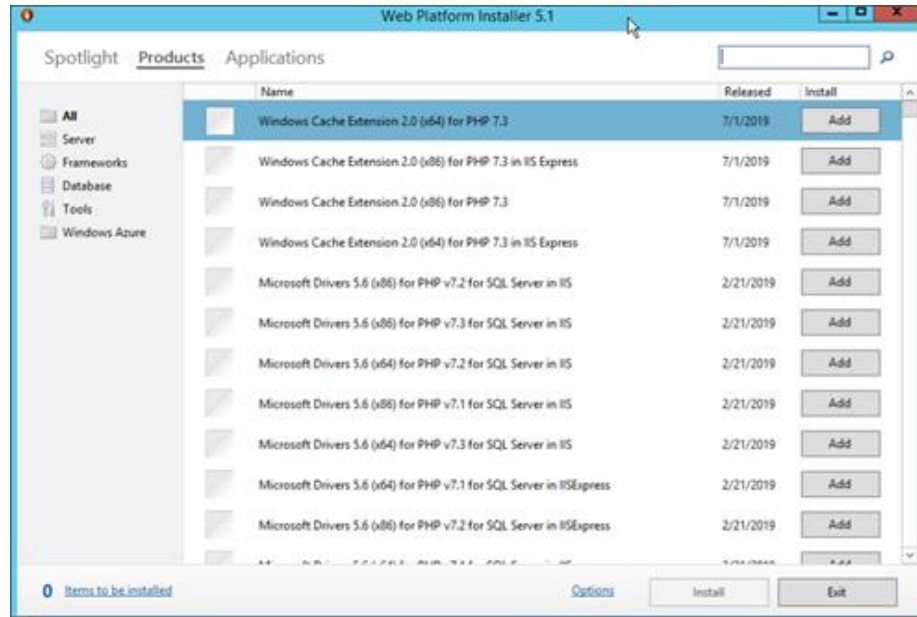 Web Platform Installer 5.1
Spotlight Products Applications
Name Released Install
All
Server
Frameworks
Database
Tools
Windows Azure
Windows Cache Extension 2.0 (x64) for PHP 7.3 7/1/2019 Add
Windows Cache Extension 2.0 (x86) for PHP 7.3 in IIS Express 7/1/2019 Add
Windows Cache Extension 2.0 (x86) for PHP 7.3 7/1/2019 Add
Windows Cache Extension 2.0 (x64) for PHP 7.3 in IIS Express 7/1/2019 Add
Microsoft Drivers 5.6 (x86) for PHP v7.2 for SQL Server in IIS 2/21/2019 Add
Microsoft Drivers 5.6 (x86) for PHP v7.3 for SQL Server in IIS 2/21/2019 Add
Microsoft Drivers 5.6 (x64) for PHP v7.2 for SQL Server in IIS 2/21/2019 Add
Microsoft Drivers 5.6 (x86) for PHP v7.1 for SQL Server in IIS 2/21/2019 Add
Microsoft Drivers 5.6 (x64) for PHP v7.3 for SQL Server in IIS 2/21/2019 Add
Microsoft Drivers 5.6 (x64) for PHP v7.1 for SQL Server in IISExpress 2/21/2019 Add
Microsoft Drivers 5.6 (x86) for PHP v7.2 for SQL Server in IISExpress 2/21/2019 Add
0 Items to be installed Options Install Exit